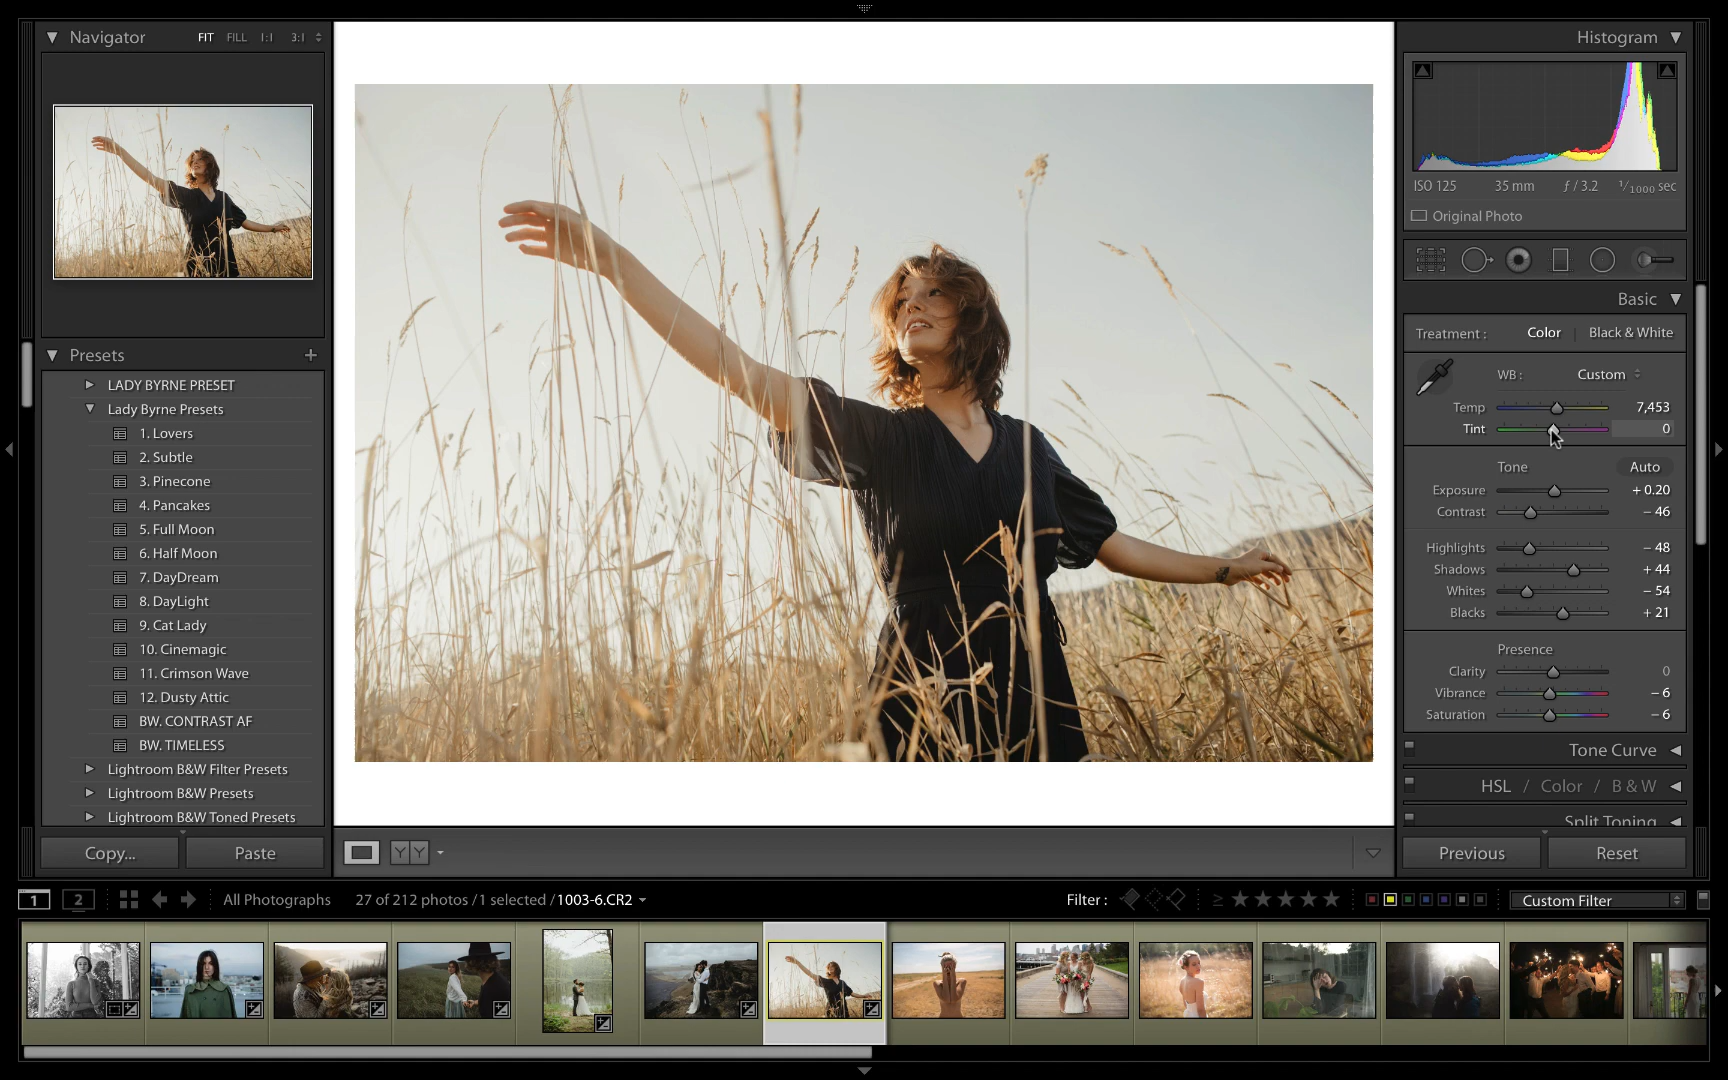 Navigator FIT FILL 1:1 3:1
Presets +
LADY BYRNE PRESET
Lady Byrne Presets
1. Lovers
2. Subtle
3. Pinecone
4. Pancakes
5. Full Moon
6. Half Moon
7. DayDream
8. DayLight
9. Cat Lady
10. Cinemagic
11. Crimson Wave
12. Dusty Attic
BW. CONTRAST AF
BW. TIMELESS
Lightroom B&W Filter Presets
Lightroom B&W Presets
Lightroom B&W Toned Presets
Copy... Paste
Y Y
Histogram
ISO 125 35 mm ƒ / 3.2 1/1000 sec
Original Photo
Basic
Treatment : Color Black & White
WB : Custom
Temp 7,453
Tint 0
Tone Auto
Exposure + 0.20
Contrast − 46
Highlights − 48
Shadows + 44
Whites − 54
Blacks + 21
Presence
Clarity 0
Vibrance − 6
Saturation − 6
Tone Curve
HSL / Color / B & W
Split Toning
Previous Reset
1 2 All Photographs 27 of 212 photos / 1 selected / 1003-6.CR2 Filter : ≥ Custom Filter